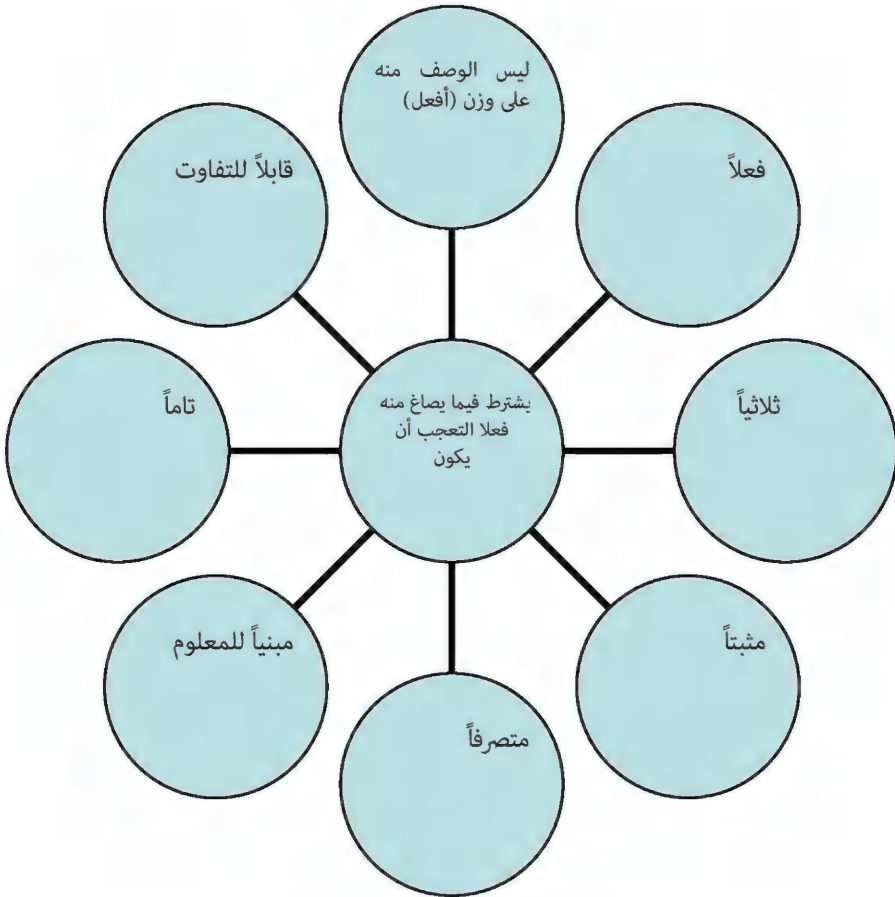 ليس الوصف منه
على وزن (أفعل)
فعلاً
قابلاً للتفاوت
يشترط فيما يصاغ منه
فعلا التعجب أن
يكون
ثلاثياً
تاماً
مثبتاً
مبنياً للمعلوم
متصرفاً